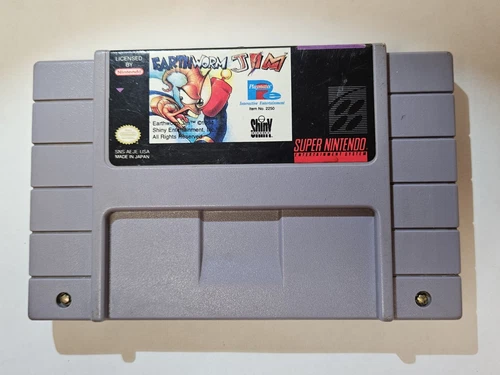 LICENSED
BY
Nintendo
EARTHWORM JIM
Playmates
Interactive Entertainment
Item No. 2200
Shiny
Shiny Entertainment, Inc.
All Rights Reserved
SNS-AEJE-USA
MADE IN JAPAN
SUPER NINTENDO
ENTERTAINMENT SYSTEM